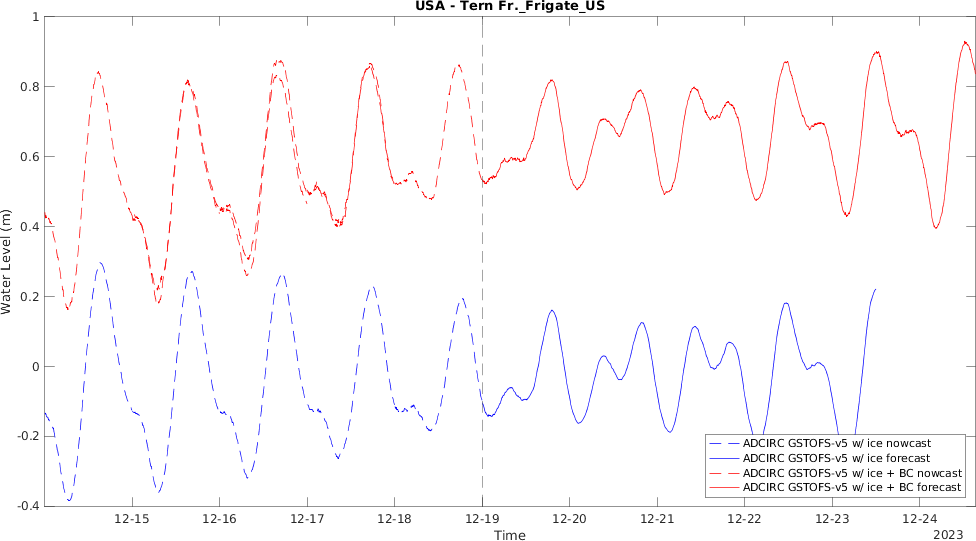 USA - Tern Fr._Frigate_US
1
0.8
0.6
0.4
0.2
0
-0.2
-0.4
Water Level (m)
ADCIRC GSTOFS-v5 w/ ice nowcast
ADCIRC GSTOFS-v5 w/ ice forecast
ADCIRC GSTOFS-v5 w/ ice + BC nowcast
ADCIRC GSTOFS-v5 w/ ice + BC forecast
12-15 12-16 12-17 12-18 12-19 12-20 12-21 12-22 12-23 12-24
Time
2023